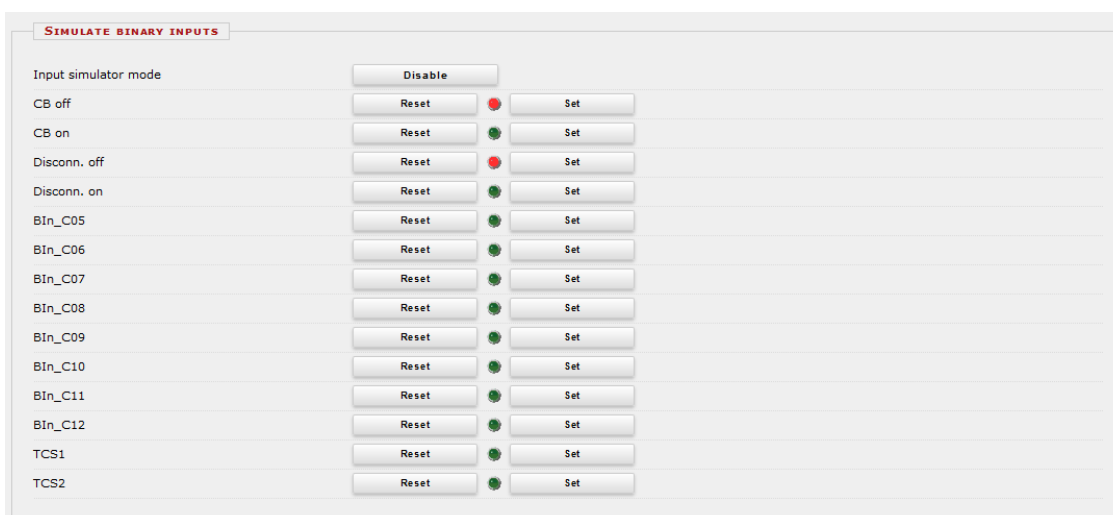 SIMULATE BINARY INPUTS
Input simulator mode Disable
CB off Reset Set
CB on Reset Set
Disconn. off Reset Set
Disconn. on Reset Set
BIn_C05 Reset Set
BIn_C06 Reset Set
BIn_C07 Reset Set
BIn_C08 Reset Set
BIn_C09 Reset Set
BIn_C10 Reset Set
BIn_C11 Reset Set
BIn_C12 Reset Set
TCS1 Reset Set
TCS2 Reset Set